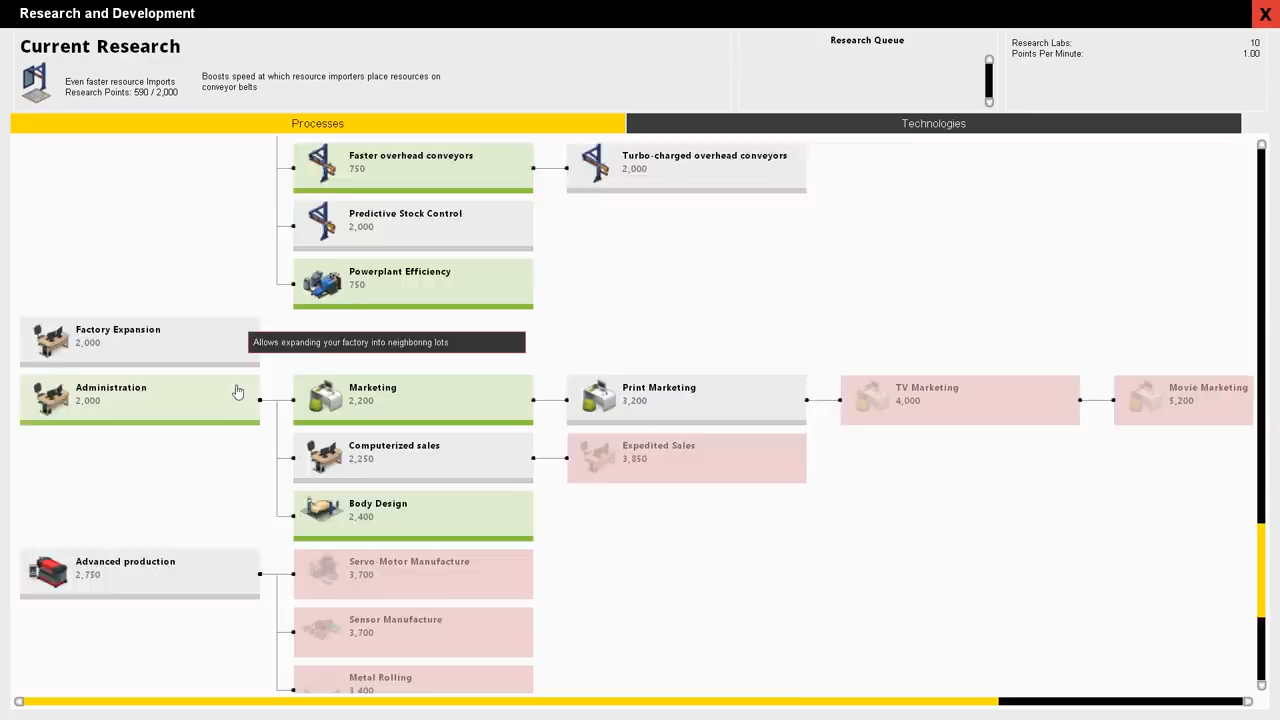 Research and Development
X
Current Research
Even faster resource Imports
Research Points: 590 / 2,000
Boosts speed at which resource importers place resources on
conveyor belts
Research Queue
Research Labs: 10
Points Per Minute: 1.00
Processes
Technologies
Faster overhead conveyors
750
Turbo-charged overhead conveyors
2,000
Predictive Stock Control
2,000
Powerplant Efficiency
750
Factory Expansion
2,000
Allows expanding your factory into neighboring lots
Administration
2,000
Marketing
2,200
Print Marketing
3,200
TV Marketing
4,000
Movie Marketing
5,200
Computerized sales
2,250
Expedited Sales
3,850
Body Design
2,400
Advanced production
2,750
Servo-Motor Manufacture
3,700
Sensor Manufacture
3,700
Metal Rolling
3,400